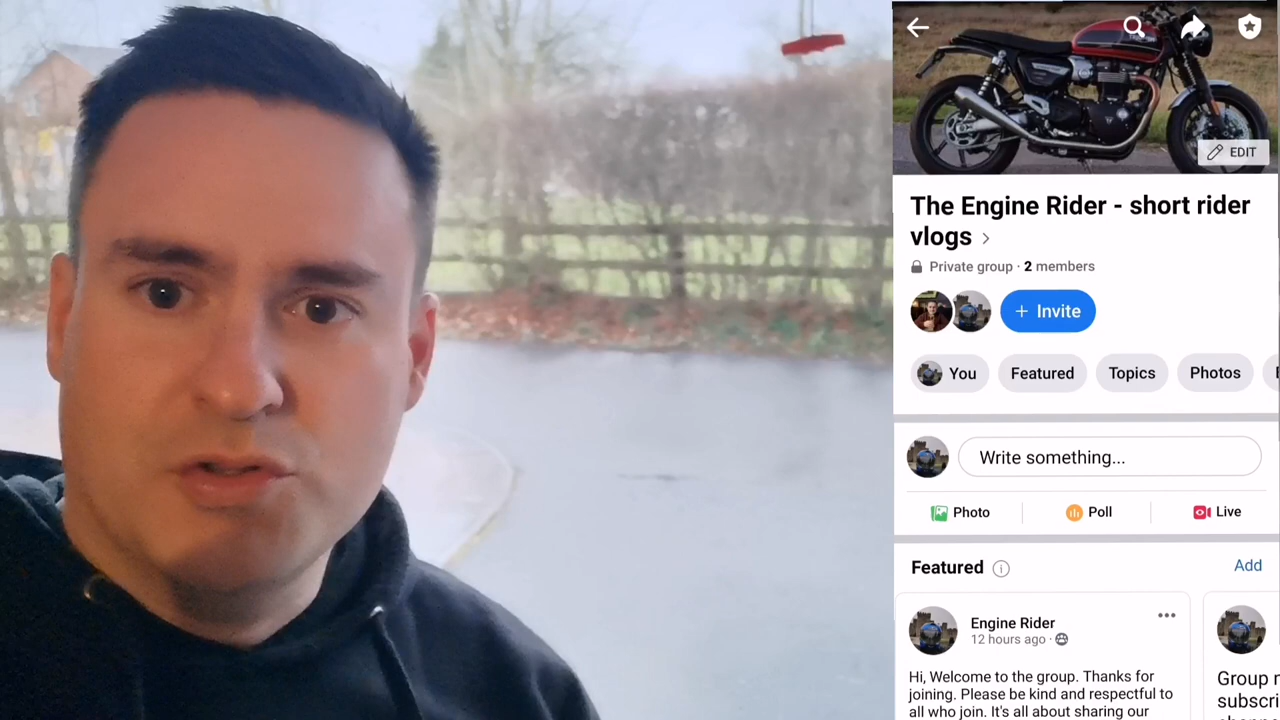 EDIT
The Engine Rider - short rider
vlogs
Private group · 2 members
+ Invite
You
Featured
Topics
Photos
Write something...
Photo
Poll
Live
Featured
Add
Engine Rider
12 hours ago ·
Hi, Welcome to the group. Thanks for
joining. Please be kind and respectful to
all who join. It's all about sharing our
Group
subscri